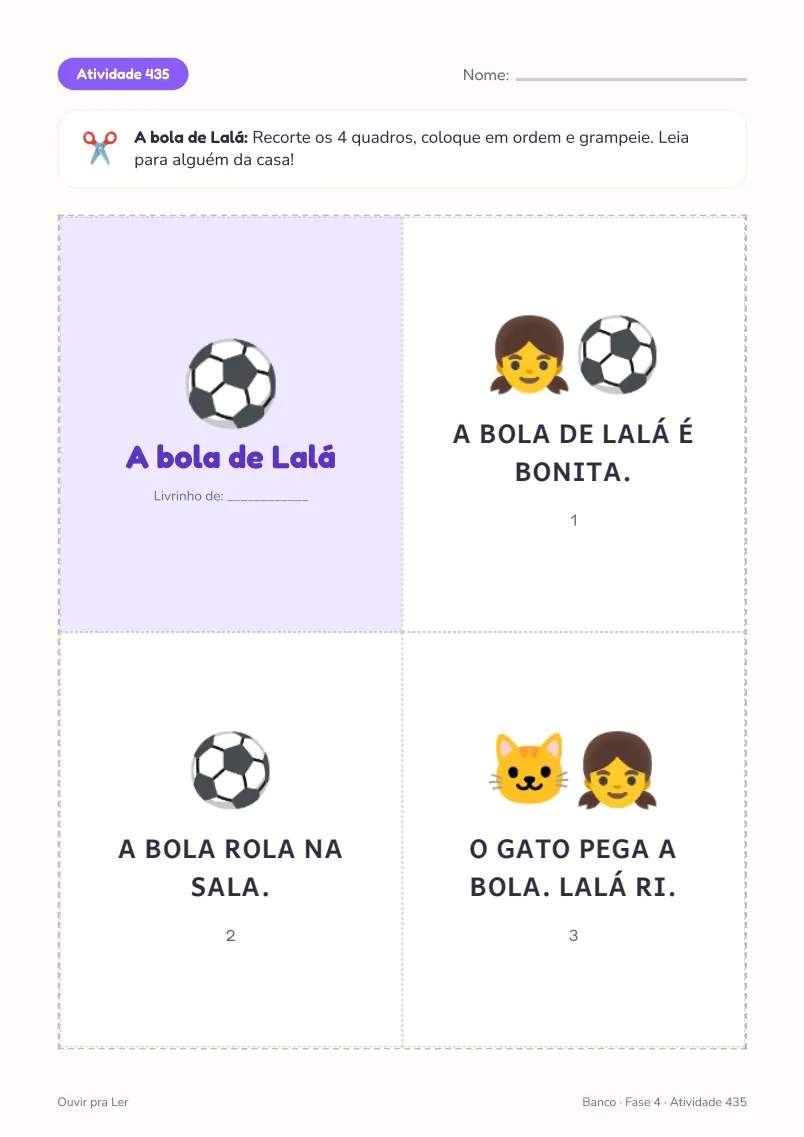 Atividade 435
Nome: 
A bola de Lalá: Recorte os 4 quadros, coloque em ordem e grampeie. Leia
para alguém da casa!
A bola de Lalá
Livrinho de: ____________
A BOLA DE LALÁ É
BONITA.
1
A BOLA ROLA NA
SALA.
2
O GATO PEGA A
BOLA. LALÁ RI.
3
Ouvir pra Ler
Banco · Fase 4 · Atividade 435